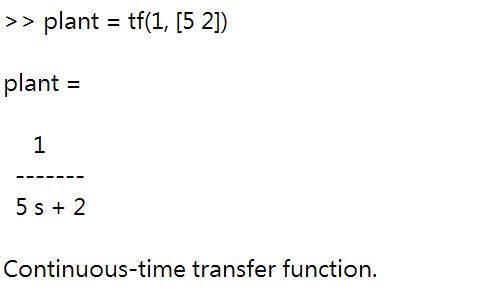 >> plant = tf(1, [5 2])
plant =
1
-------
5 s + 2
Continuous-time transfer function.